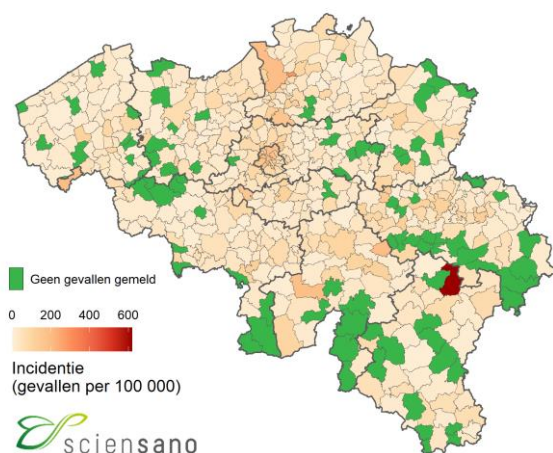 Geen gevallen gemeld
0 200 400 600
Incidentie
(gevallen per 100 000)
sciensano